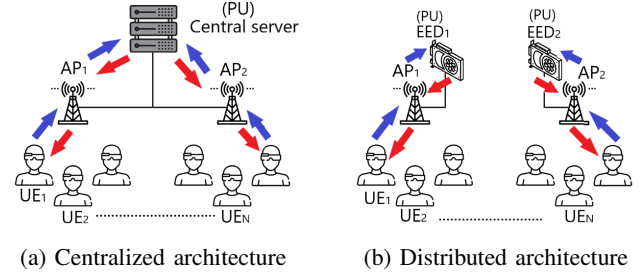 (PU)
Central server
AP1
AP2
UE1
UE2
UEN
(a) Centralized architecture
(PU)
EED1
(PU)
EED2
AP1
AP2
UE1
UE2
UEN
(b) Distributed architecture